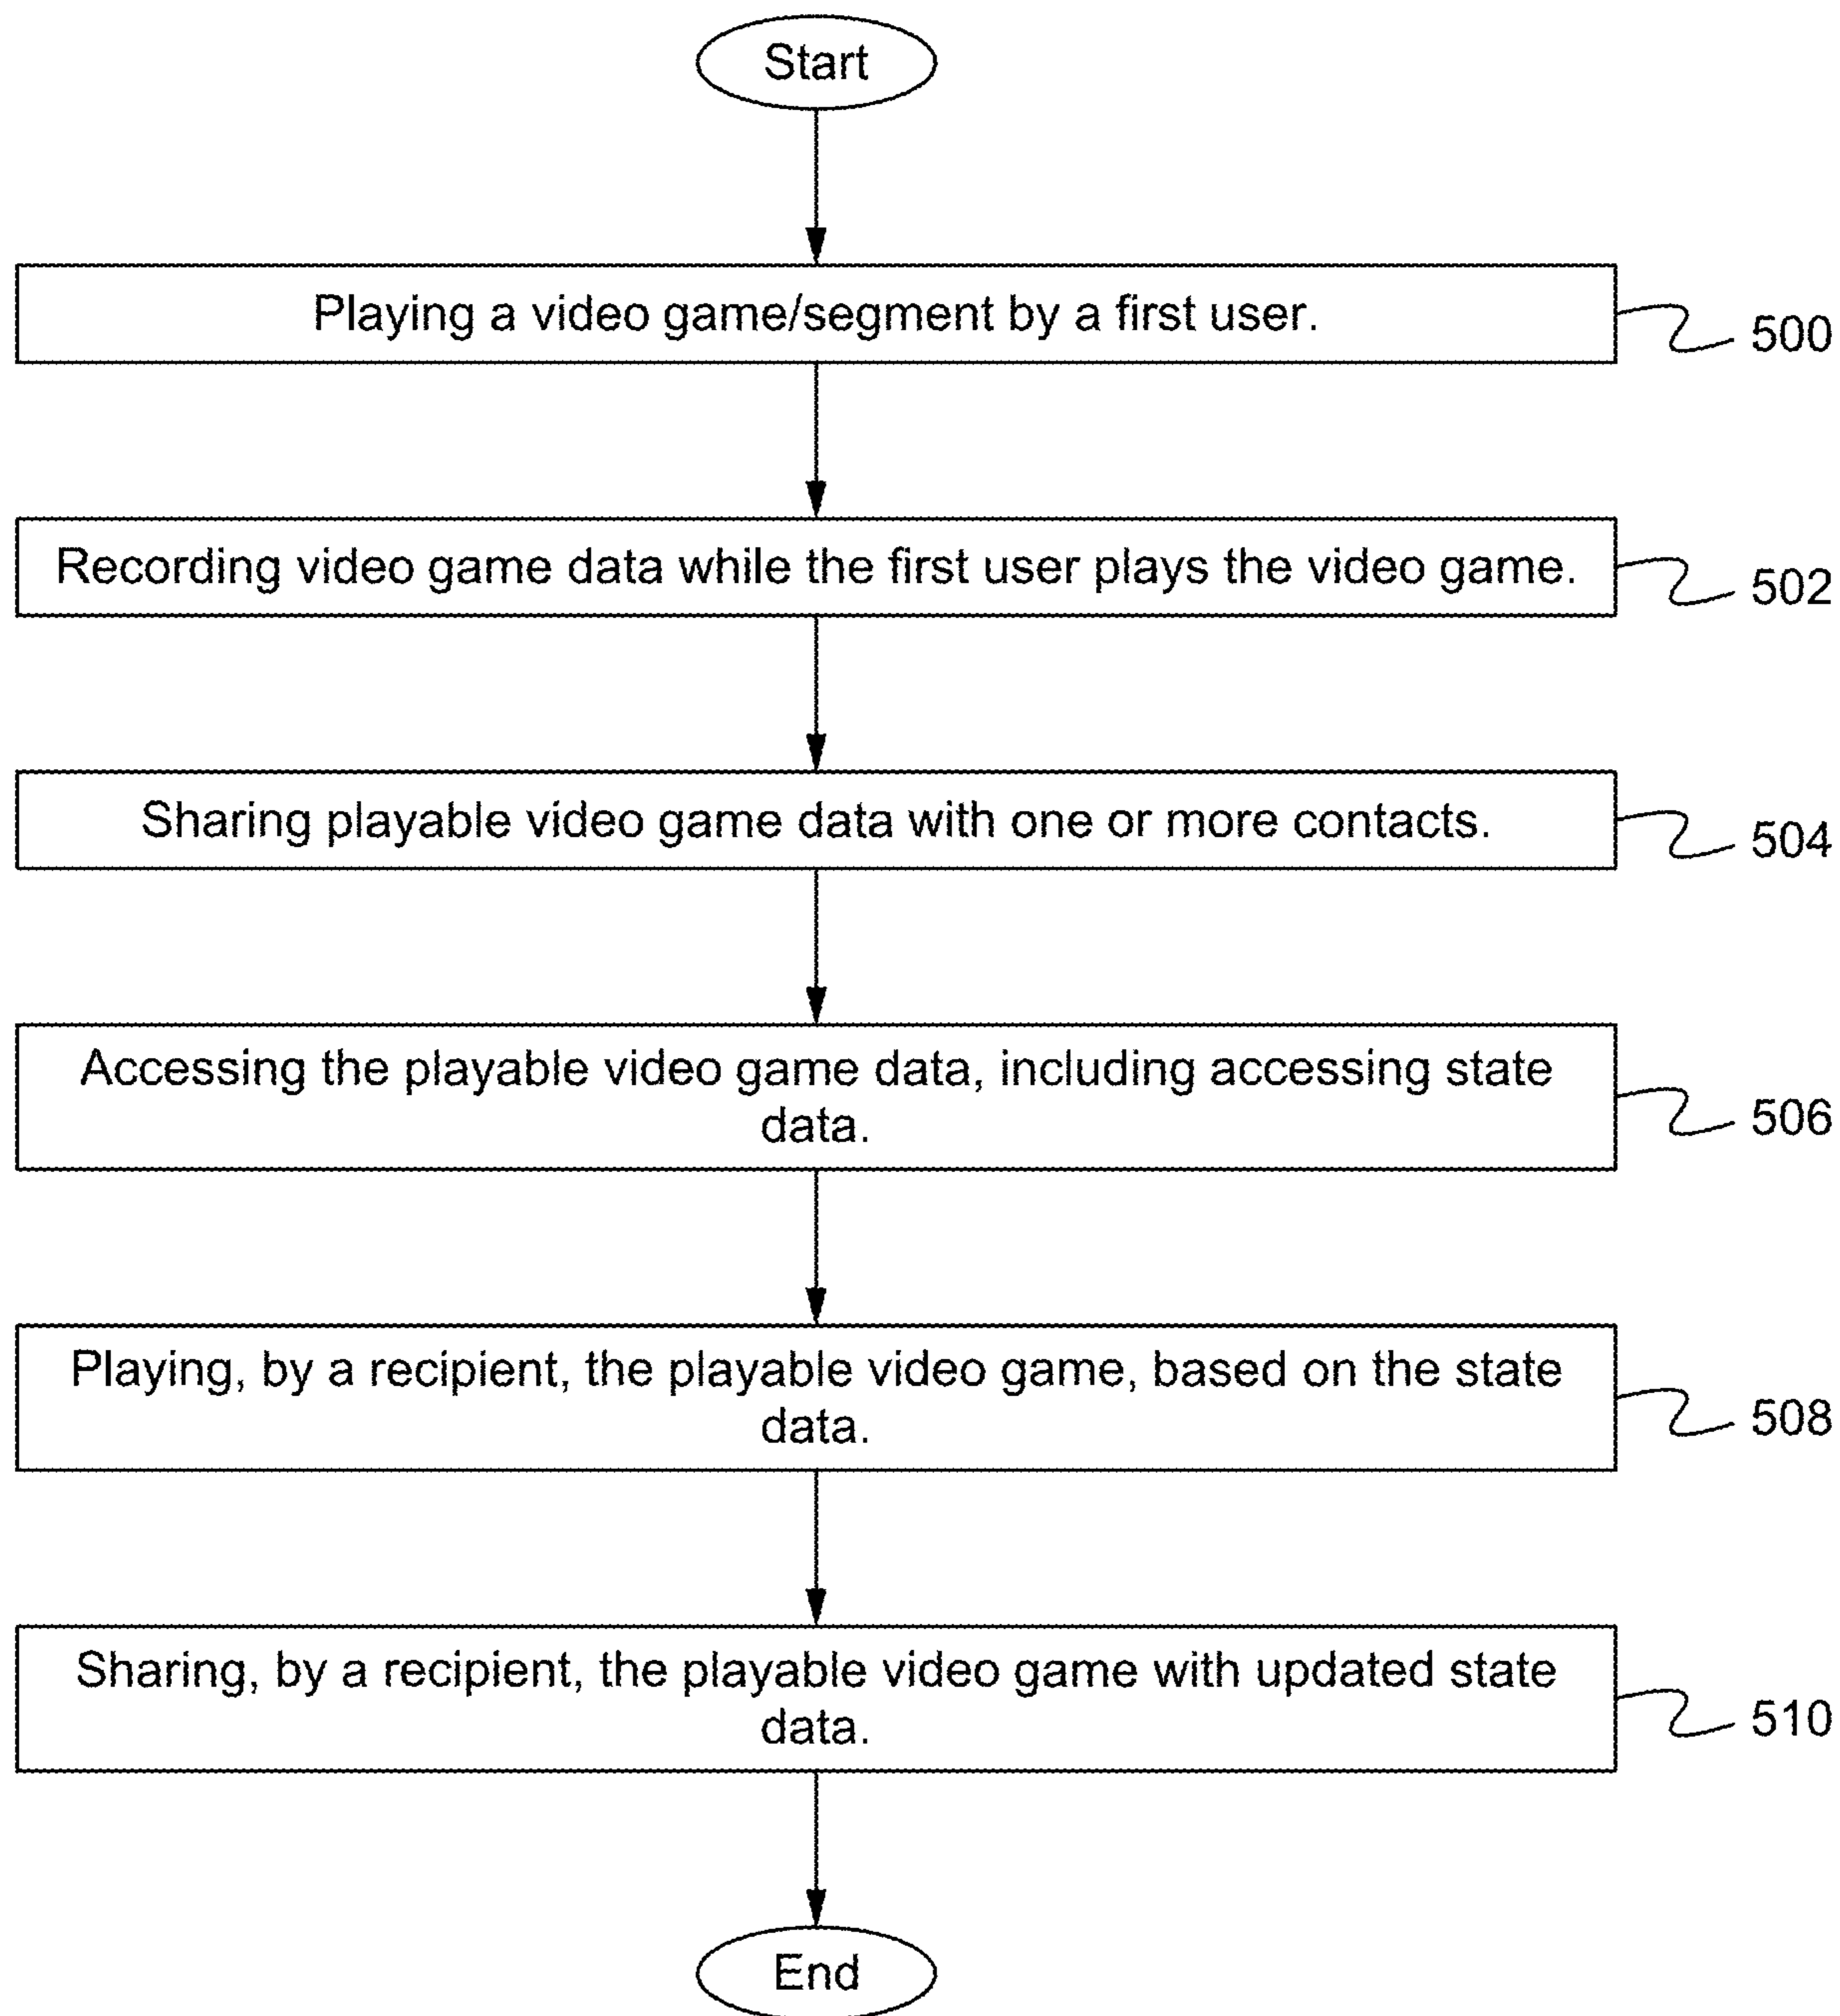 Start
Playing a video game/segment by a first user.
500
Recording video game data while the first user plays the video game.
502
Sharing playable video game data with one or more contacts.
504
Accessing the playable video game data, including accessing state
data.
506
Playing, by a recipient, the playable video game, based on the state
data.
508
Sharing, by a recipient, the playable video game with updated state
data.
510
End